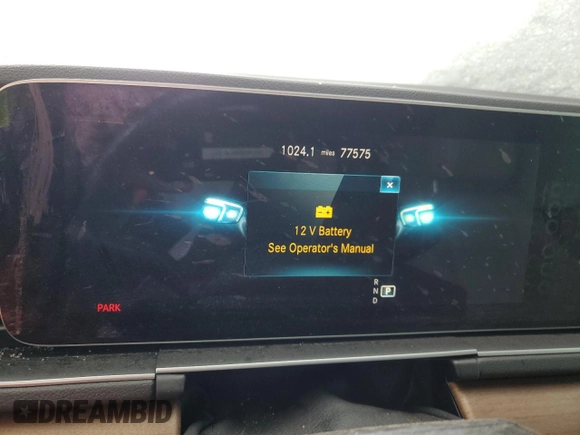 1024.1 miles 77575
×
12 V Battery
See Operator's Manual
R
N P
D
PARK
DREAMBID